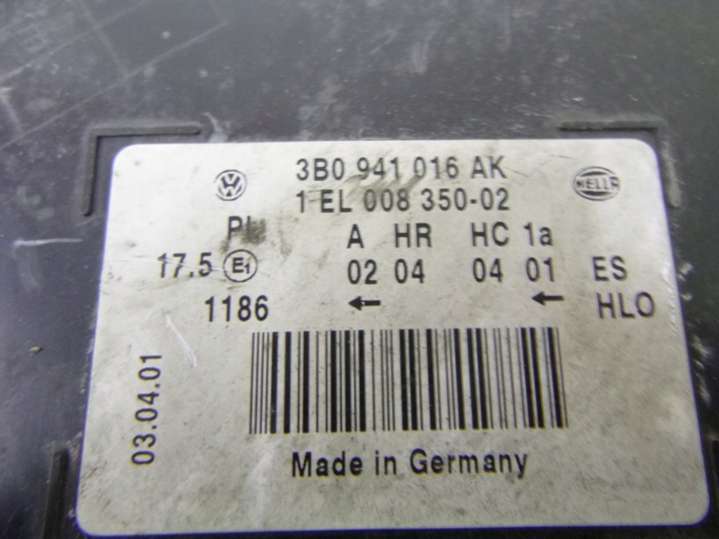 3B0 941 016 AK
HELLA
1 EL 008 350-02
PL A HR HC 1a
17.5 E1 02 04 04 01 ES
1186 ← ← HLO
03.04.01
Made in Germany